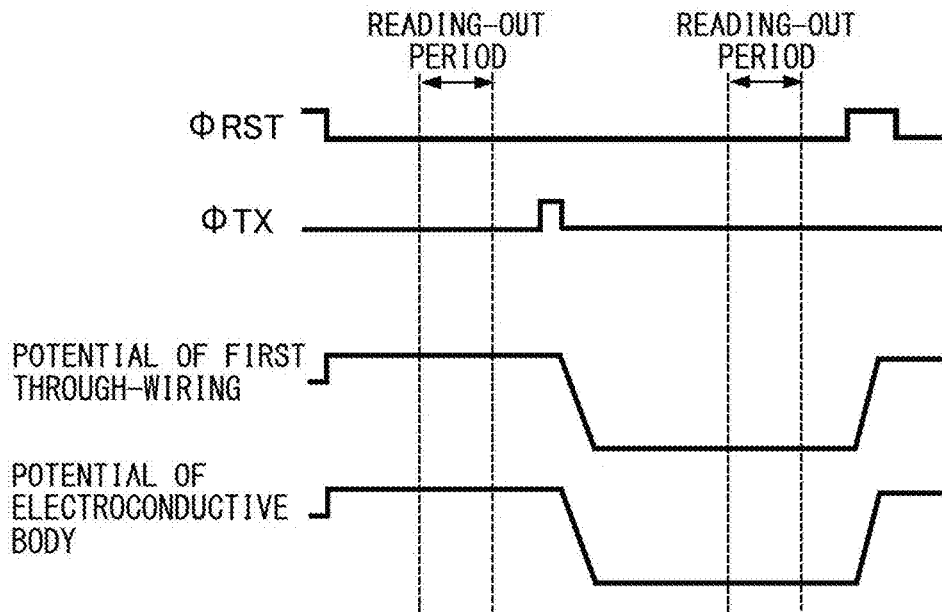 READING-OUT
PERIOD
READING-OUT
PERIOD
ΦRST
ΦTX
POTENTIAL OF FIRST
THROUGH-WIRING
POTENTIAL OF
ELECTROCONDUCTIVE
BODY